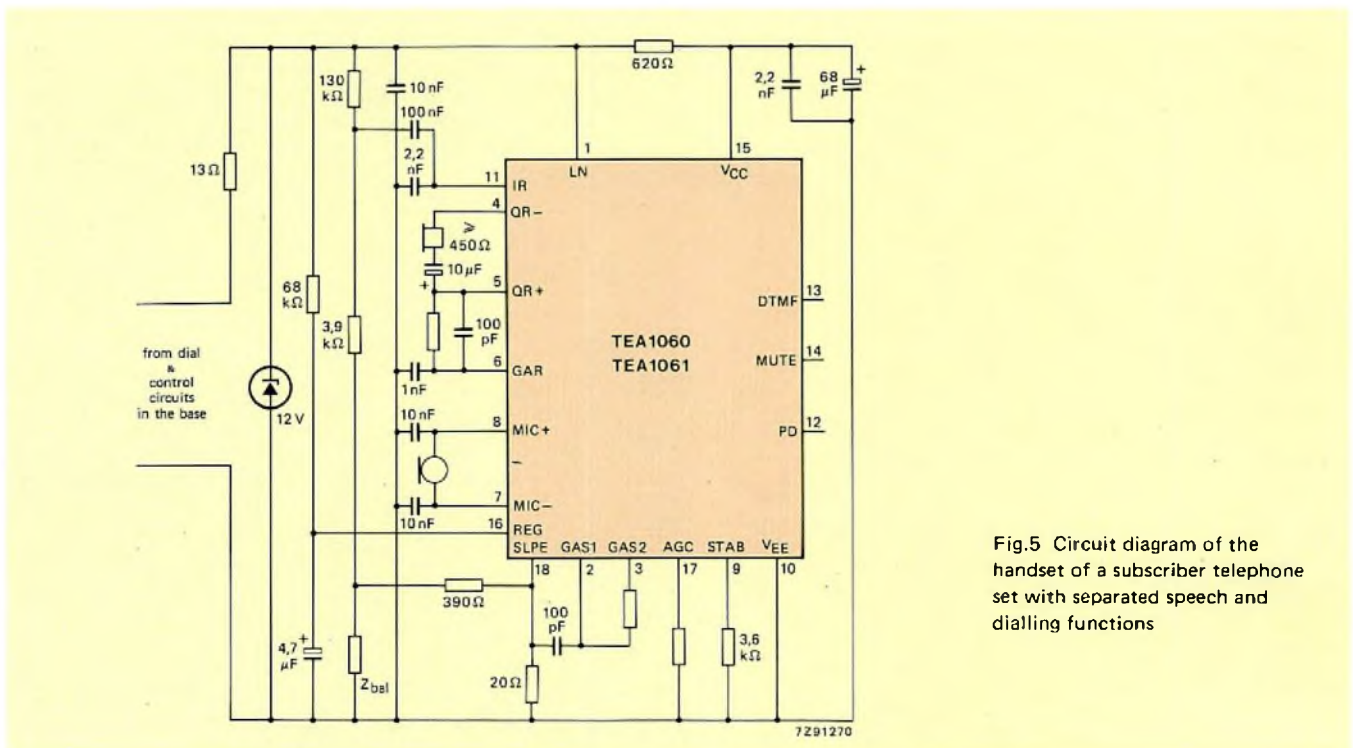 620Ω
2,2
nF
68
µF
+
130
kΩ
10 nF
100 nF
2,2
nF
13Ω
1
LN
15
VCC
11 IR
4 QR−
⩾
450Ω
10 µF
+
5 QR+
68
kΩ
3,9
kΩ
100
pF
DTMF 13
TEA1060
TEA1061
MUTE 14
6 GAR
1 nF
from dial
&
control
circuits
in the base
12 V
10 nF
8 MIC+
−
PD 12
7 MIC−
10 nF
16 REG
SLPE GAS1 GAS2 AGC STAB VEE
18 2 3 17 9 10
390Ω
100
pF
3,6
kΩ
4,7
µF
+
Zbal
20Ω
7Z91270
Fig.5 Circuit diagram of the
handset of a subscriber telephone
set with separated speech and
dialling functions